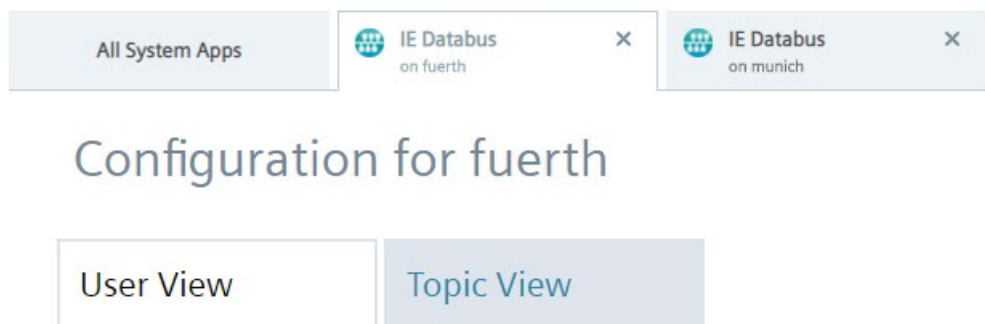 All System Apps
IE Databus
on fuerth
IE Databus
on munich
Configuration for fuerth
User View
Topic View